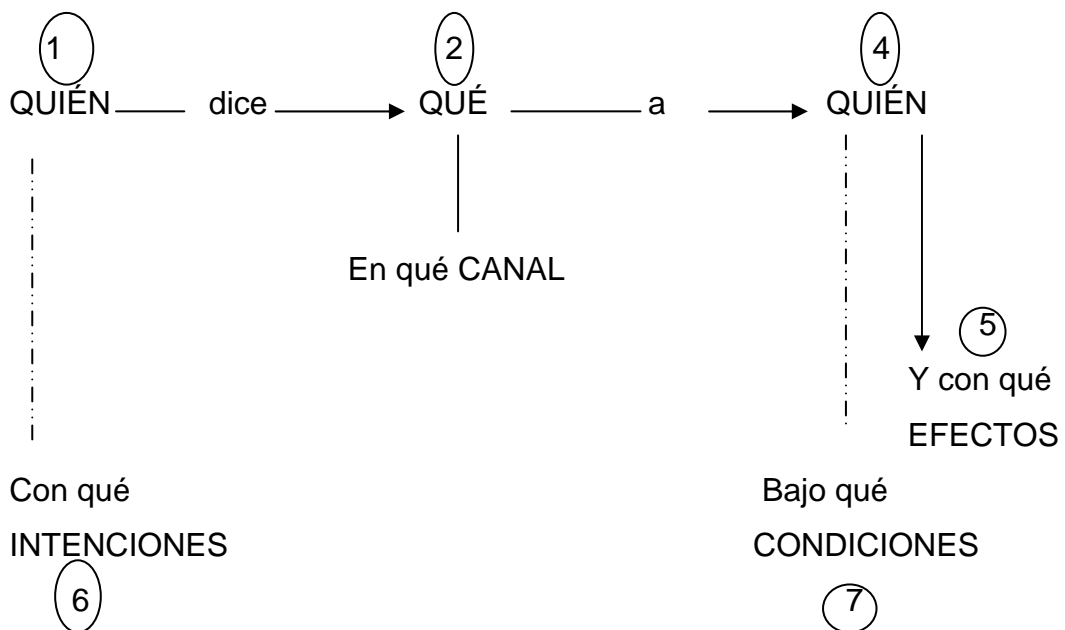 1 2 4
QUIÉN dice QUÉ a QUIÉN
En qué CANAL
5
Y con qué
EFECTOS
Con qué Bajo qué
INTENCIONES CONDICIONES
6 7